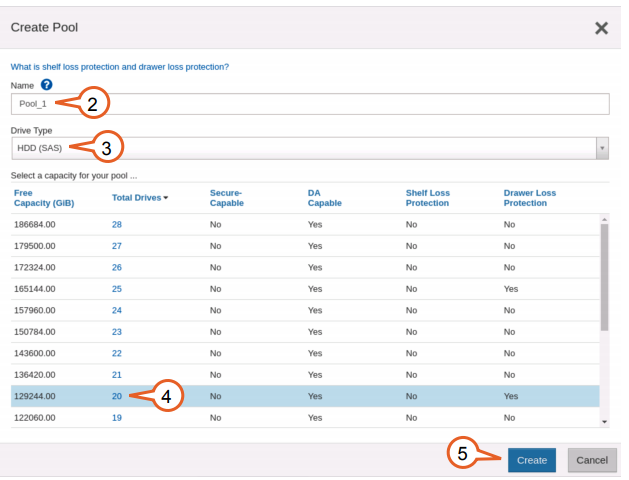 Create Pool
What is shelf loss protection and drawer loss protection?
Name ?
Pool_1 2
Drive Type
HDD (SAS) 3
Select a capacity for your pool ...
Free Capacity (GiB) Total Drives Secure-Capable DA Capable Shelf Loss Protection Drawer Loss Protection
186684.00 28 No Yes No No
179500.00 27 No Yes No No
172324.00 26 No Yes No No
165144.00 25 No Yes No Yes
157960.00 24 No Yes No No
150784.00 23 No Yes No No
143600.00 22 No Yes No No
136420.00 21 No Yes No No
129244.00 20 4 No Yes No Yes
122060.00 19 No Yes No No
5 Create Cancel